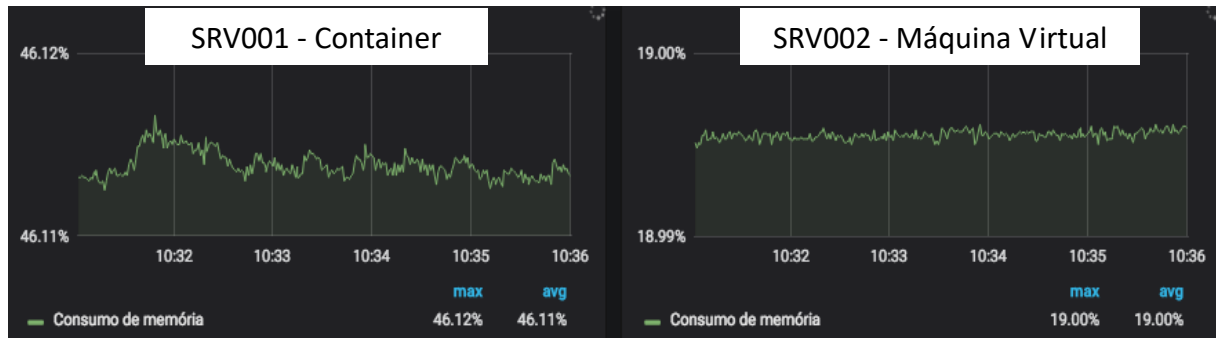 SRV001 - Container
46.12%
46.11%
10:32 10:33 10:34 10:35 10:36
max avg
Consumo de memória 46.12% 46.11%
SRV002 - Máquina Virtual
19.00%
18.99%
10:32 10:33 10:34 10:35 10:36
max avg
Consumo de memória 19.00% 19.00%